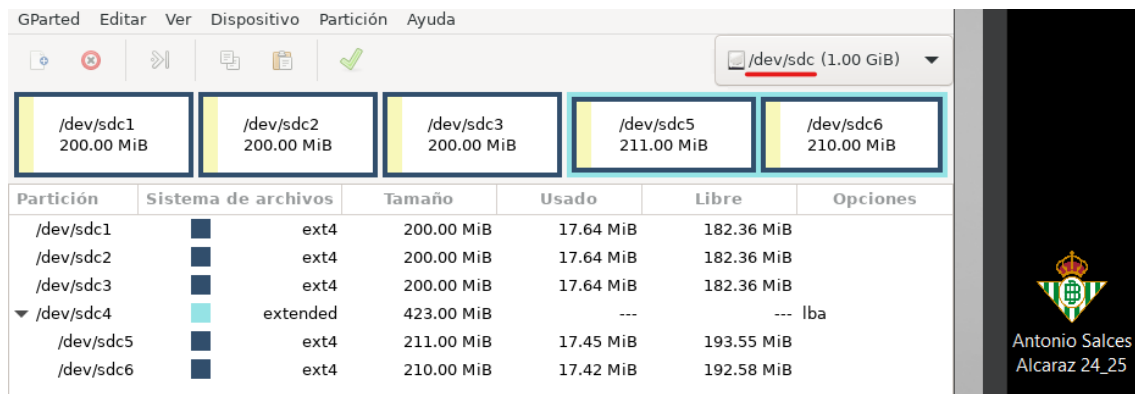 GParted Editar Ver Dispositivo Partición Ayuda
/dev/sdc (1.00 GiB)
/dev/sdc1 /dev/sdc2 /dev/sdc3 /dev/sdc5 /dev/sdc6
200.00 MiB 200.00 MiB 200.00 MiB 211.00 MiB 210.00 MiB
Partición Sistema de archivos Tamaño Usado Libre Opciones
/dev/sdc1 ext4 200.00 MiB 17.64 MiB 182.36 MiB
/dev/sdc2 ext4 200.00 MiB 17.64 MiB 182.36 MiB
/dev/sdc3 ext4 200.00 MiB 17.64 MiB 182.36 MiB
/dev/sdc4 extended 423.00 MiB --- --- lba
/dev/sdc5 ext4 211.00 MiB 17.45 MiB 193.55 MiB
/dev/sdc6 ext4 210.00 MiB 17.42 MiB 192.58 MiB
Antonio Salces
Alcaraz 24_25